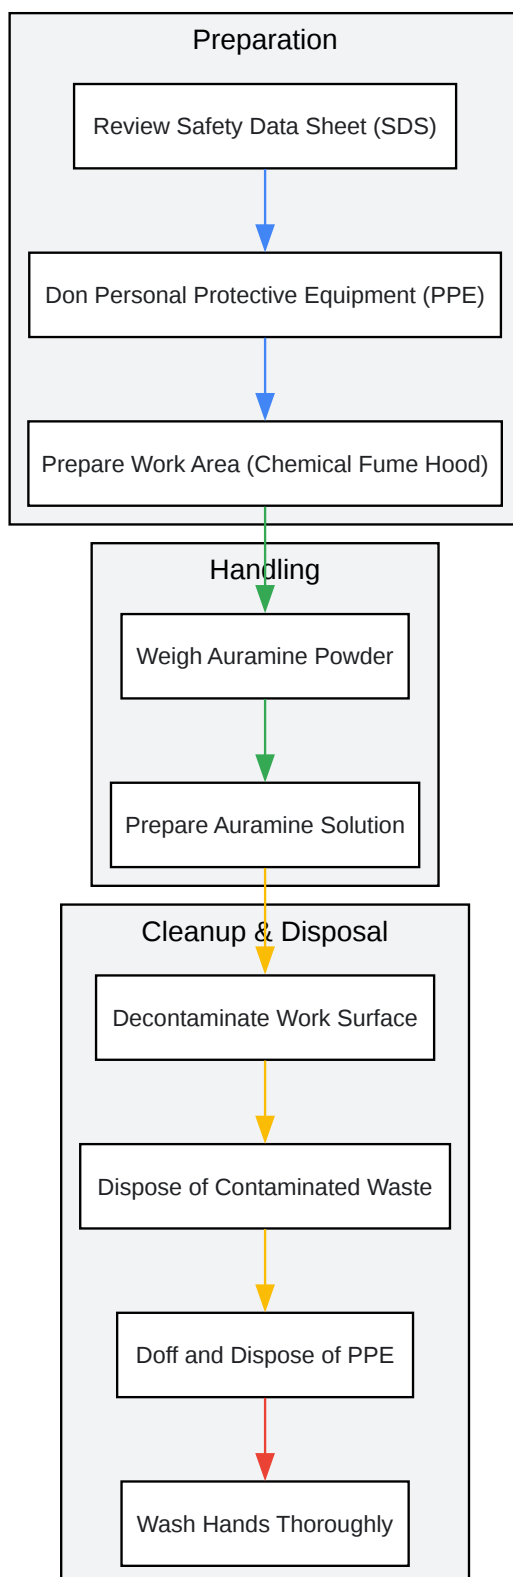 Preparation
Review Safety Data Sheet (SDS)
Don Personal Protective Equipment (PPE)
Prepare Work Area (Chemical Fume Hood)
Handling
Weigh Auramine Powder
Prepare Auramine Solution
Cleanup & Disposal
Decontaminate Work Surface
Dispose of Contaminated Waste
Doff and Dispose of PPE
Wash Hands Thoroughly